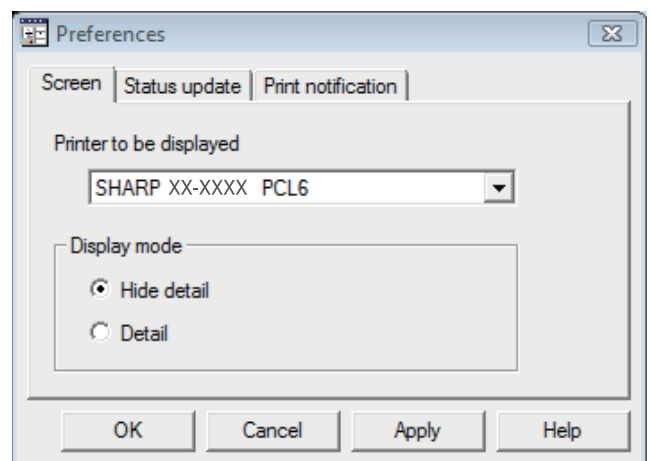 Preferences
Screen Status update Print notification
Printer to be displayed
SHARP XX-XXXX PCL6
Display mode
Hide detail
Detail
OK Cancel Apply Help